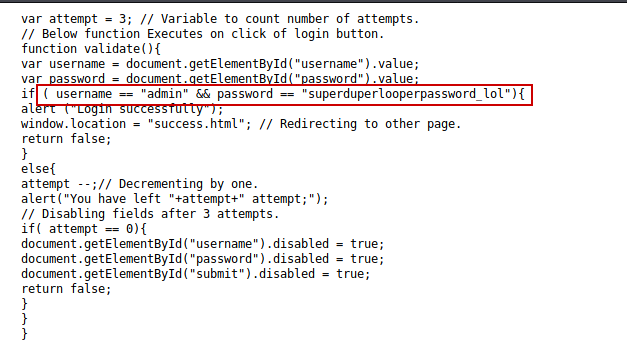 var attempt = 3; // Variable to count number of attempts.
// Below function Executes on click of login button.
function validate(){
var username = document.getElementById("username").value;
var password = document.getElementById("password").value;
if ( username == "admin" && password == "superduperlooperpassword_lol"){
alert ("Login successfully");
window.location = "success.html"; // Redirecting to other page.
return false;
}
else{
attempt --;// Decrementing by one.
alert("You have left "+attempt+" attempt;");
// Disabling fields after 3 attempts.
if( attempt == 0){
document.getElementById("username").disabled = true;
document.getElementById("password").disabled = true;
document.getElementById("submit").disabled = true;
return false;
}
}
}